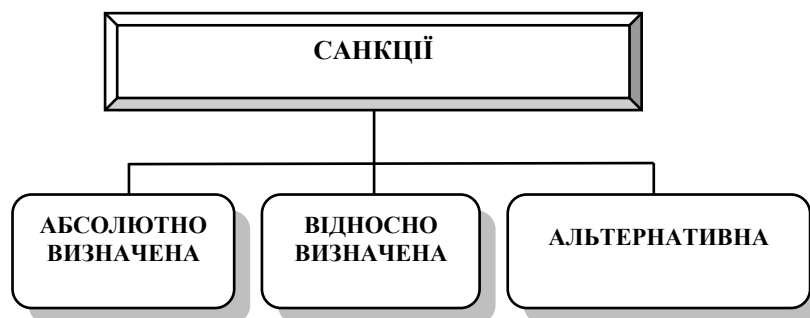 САНКЦІЇ
АБСОЛЮТНО
ВИЗНАЧЕНА
ВІДНОСНО
ВИЗНАЧЕНА
АЛЬТЕРНАТИВНА